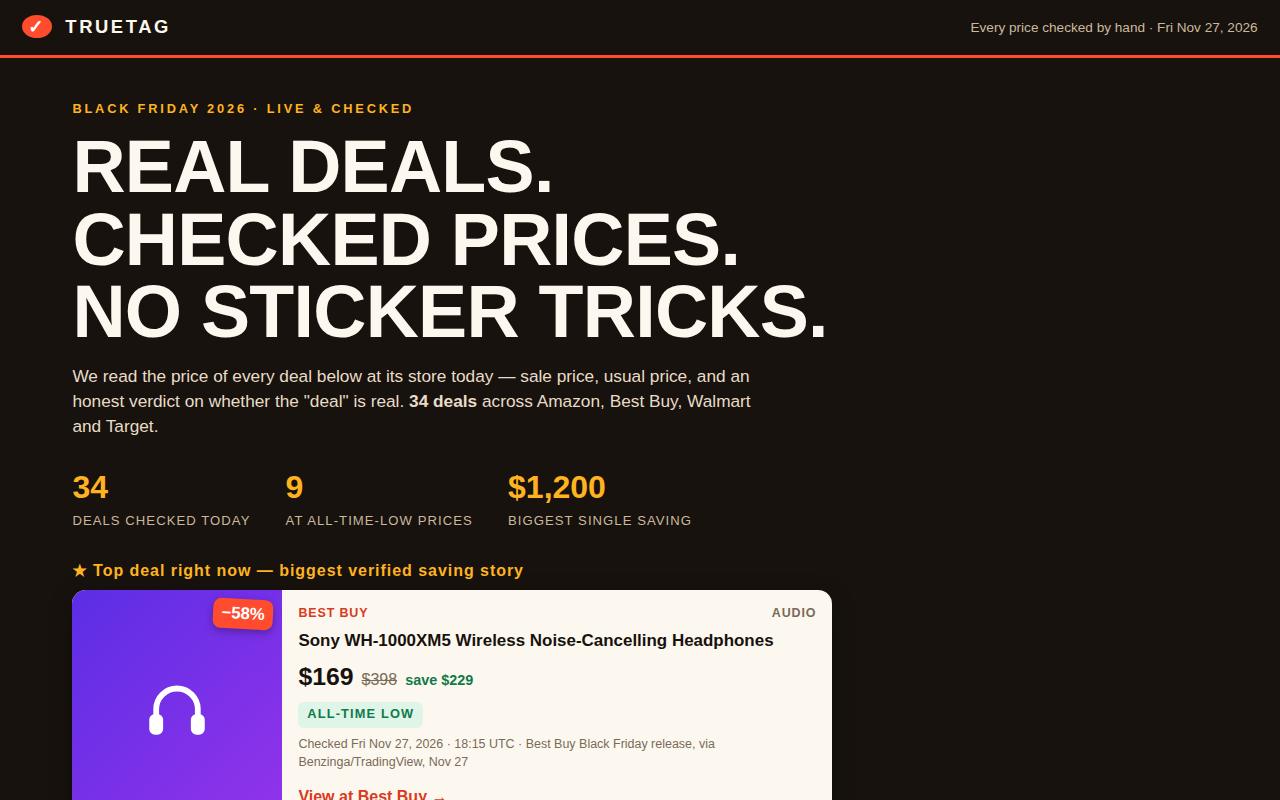 ✓ TRUETAG
Every price checked by hand · Fri Nov 27, 2026
BLACK FRIDAY 2026 · LIVE & CHECKED
REAL DEALS.
CHECKED PRICES.
NO STICKER TRICKS.
We read the price of every deal below at its store today — sale price, usual price, and an
honest verdict on whether the "deal" is real. 34 deals across Amazon, Best Buy, Walmart
and Target.
34 9 $1,200
DEALS CHECKED TODAY AT ALL-TIME-LOW PRICES BIGGEST SINGLE SAVING
★ Top deal right now — biggest verified saving story
−58%
BEST BUY AUDIO
Sony WH-1000XM5 Wireless Noise-Cancelling Headphones
$169 $398 save $229
ALL-TIME LOW
Checked Fri Nov 27, 2026 · 18:15 UTC · Best Buy Black Friday release, via
Benzinga/TradingView, Nov 27
View at Best Buy →